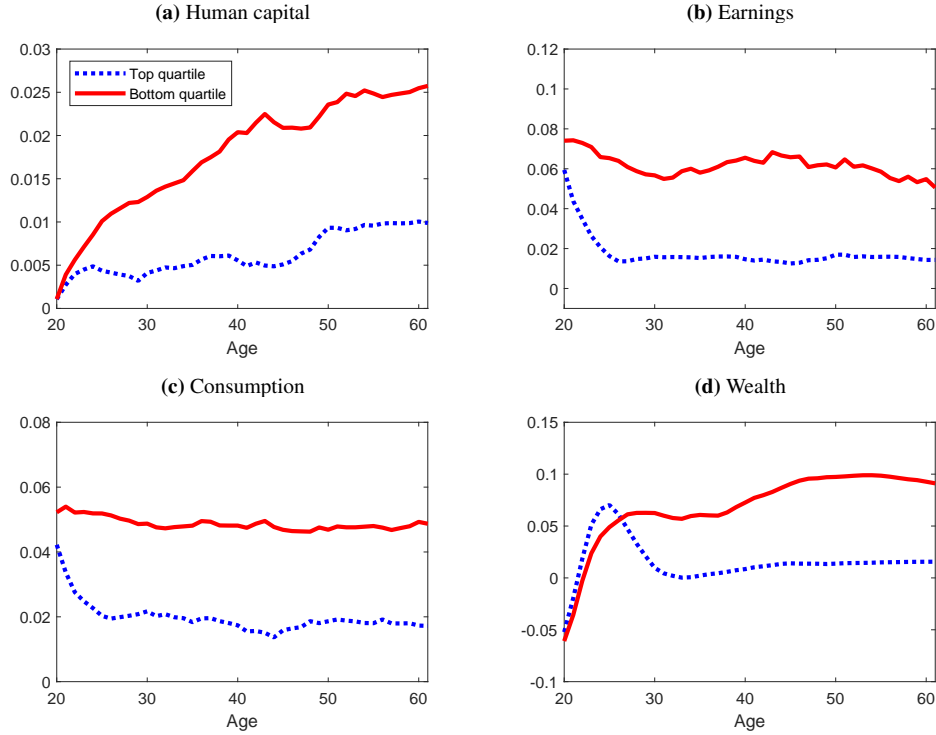 (a) Human capital
0.03
0.025
0.02
0.015
0.01
0.005
0
Top quartile
Bottom quartile
20 30 40 50 60
Age
(b) Earnings
0.12
0.1
0.08
0.06
0.04
0.02
0
20 30 40 50 60
Age
(c) Consumption
0.08
0.06
0.04
0.02
0
20 30 40 50 60
Age
(d) Wealth
0.15
0.1
0.05
0
-0.05
-0.1
20 30 40 50 60
Age